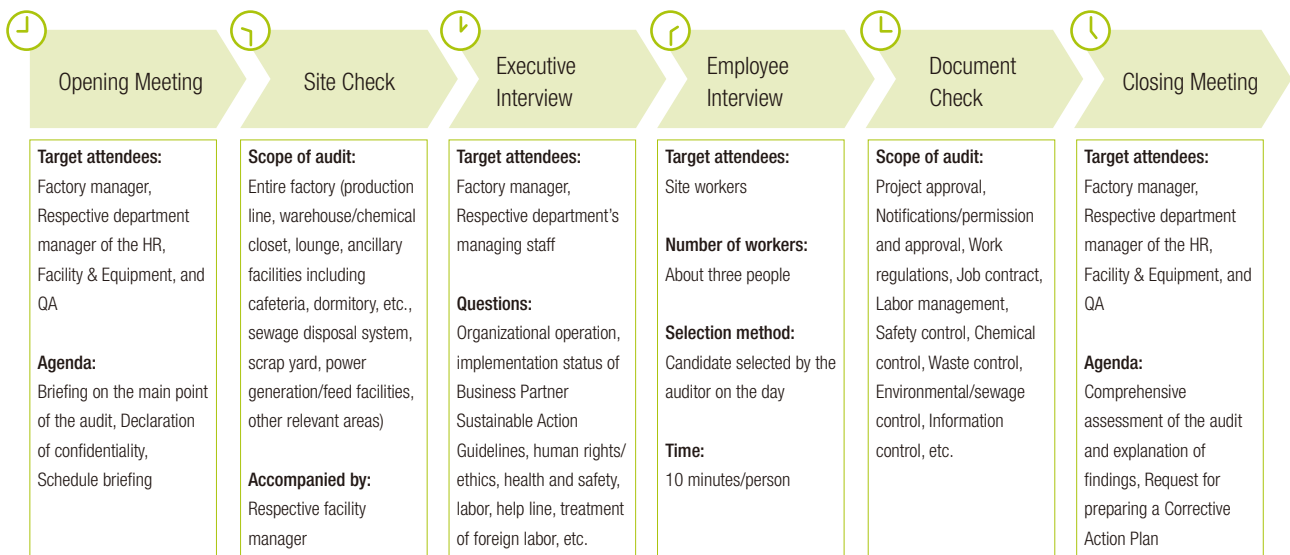 Opening Meeting
Site Check
Executive
Interview
Employee
Interview
Document
Check
Closing Meeting
Target attendees:
Factory manager,
Respective department
manager of the HR,
Facility & Equipment, and
QA
Agenda:
Briefing on the main point
of the audit, Declaration
of confidentiality,
Schedule briefing
Scope of audit:
Entire factory (production
line, warehouse/chemical
closet, lounge, ancillary
facilities including
cafeteria, dormitory, etc.,
sewage disposal system,
scrap yard, power
generation/feed facilities,
other relevant areas)
Accompanied by:
Respective facility
manager
Target attendees:
Factory manager,
Respective department’s
managing staff
Questions:
Organizational operation,
implementation status of
Business Partner
Sustainable Action
Guidelines, human rights/
ethics, health and safety,
labor, help line, treatment
of foreign labor, etc.
Target attendees:
Site workers
Number of workers:
About three people
Selection method:
Candidate selected by the
auditor on the day
Time:
10 minutes/person
Scope of audit:
Project approval,
Notifications/permission
and approval, Work
regulations, Job contract,
Labor management,
Safety control, Chemical
control, Waste control,
Environmental/sewage
control, Information
control, etc.
Target attendees:
Factory manager,
Respective department
manager of the HR,
Facility & Equipment, and
QA
Agenda:
Comprehensive
assessment of the audit
and explanation of
findings, Request for
preparing a Corrective
Action Plan